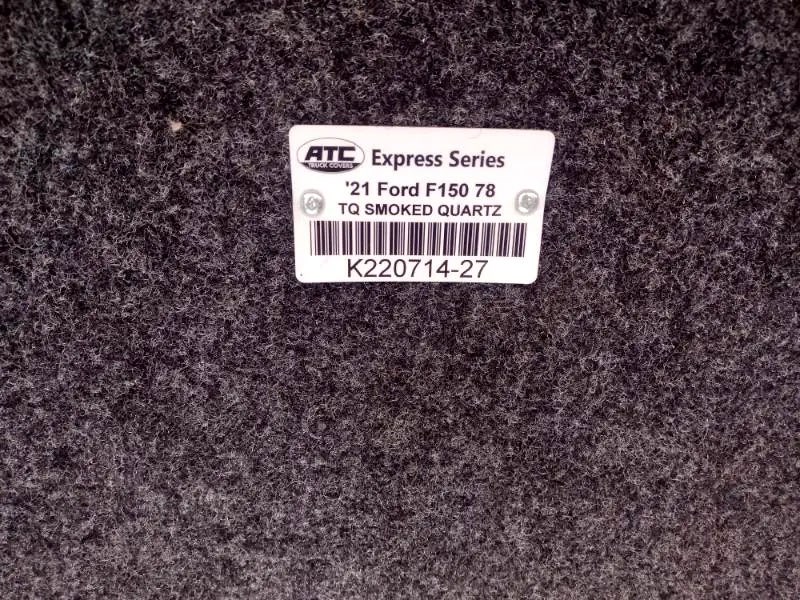 ATC
TRUCK COVERS
Express Series
'21 Ford F150 78
TQ SMOKED QUARTZ
K220714-27